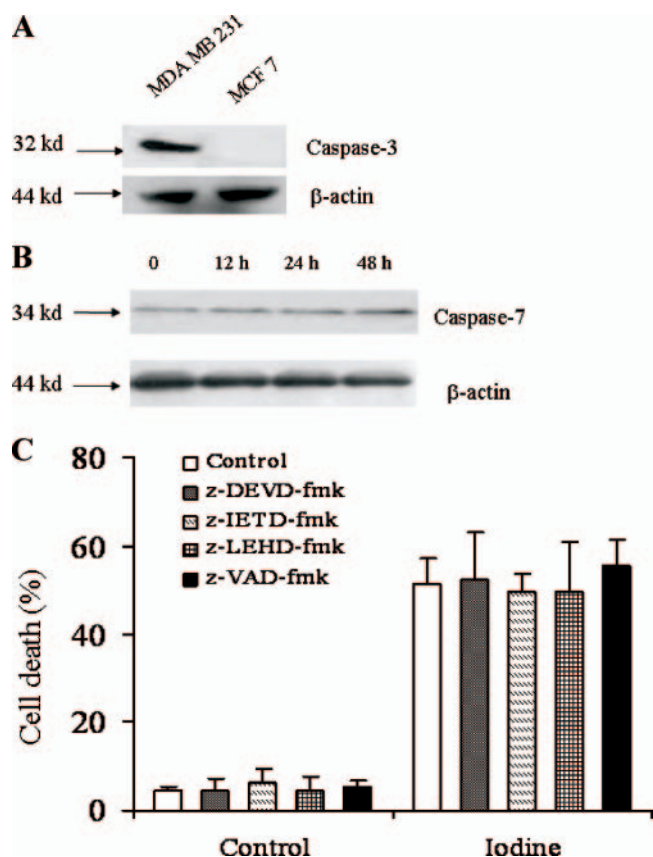 A
MDA MB 231 MCF 7
32 kd Caspase-3
44 kd β-actin
B
0 12 h 24 h 48 h
34 kd Caspase-7
44 kd β-actin
C
80
60
40
20
0
Cell death (%)
Control
z-DEVD-fmk
z-IETD-fmk
z-LEHD-fmk
z-VAD-fmk
Control Iodine